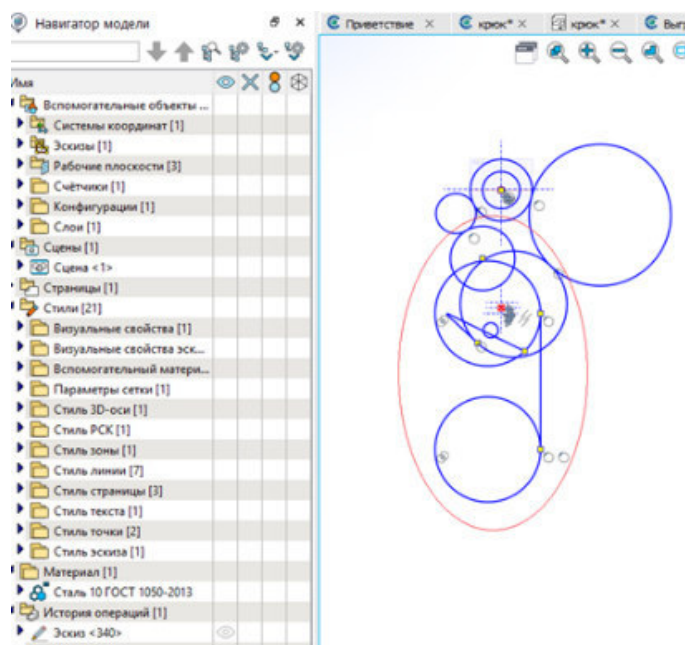 Навигатор модели
Приветствие
крюк*
крюк*
Имя
Вспомогательные объекты ...
Системы координат [1]
Эскизы [1]
Рабочие плоскости [3]
Счётчики [1]
Конфигурации [1]
Слои [1]
Сцены [1]
Сцена <1>
Страницы [1]
Стили [21]
Визуальные свойства [1]
Визуальные свойства эск...
Вспомогательный матери...
Параметры сетки [1]
Стиль 3D-оси [1]
Стиль РСК [1]
Стиль зоны [1]
Стиль линии [7]
Стиль страницы [3]
Стиль текста [1]
Стиль точки [2]
Стиль эскиза [1]
Материал [1]
Сталь 10 ГОСТ 1050-2013
История операций [1]
Эскиз <340>